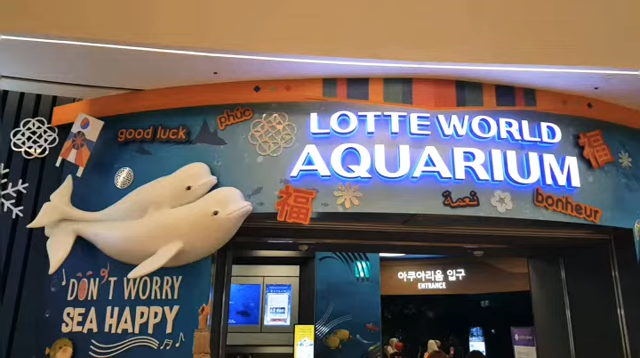 good luck
phúc
LOTTE WORLD
AQUARIUM
福
福
نعمة
bonheur
아쿠아리움 입구
ENTRANCE
DON'T WORRY
SEA HAPPY